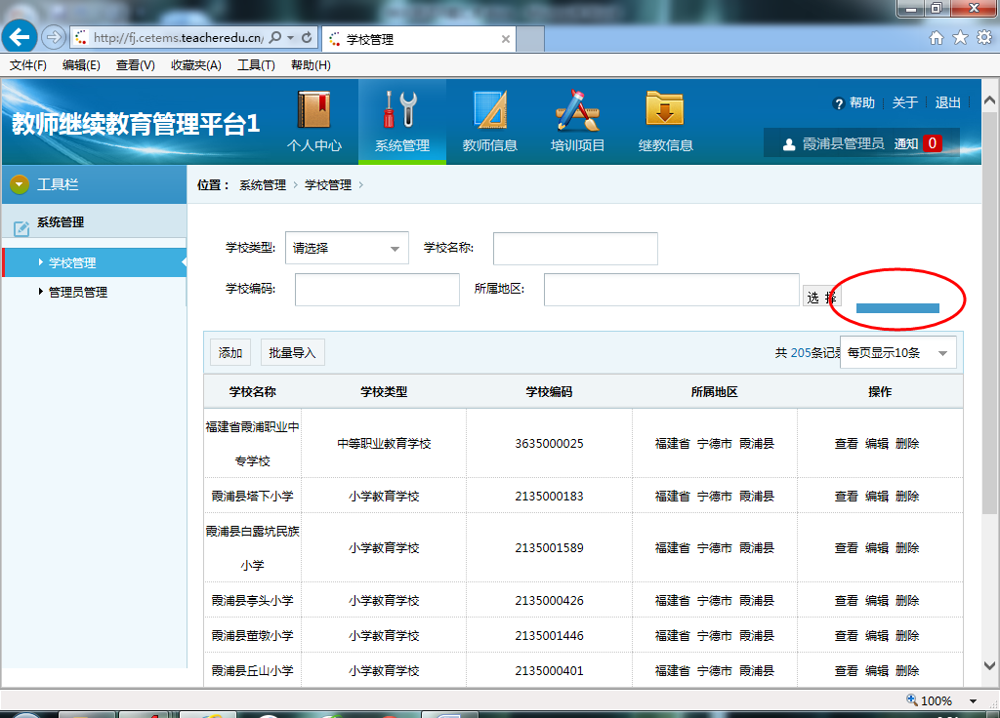 http://fj.cetems.teacheredu.cn/
学校管理
文件(F) 编辑(E) 查看(V) 收藏夹(A) 工具(T) 帮助(H)
教师继续教育管理平台1
个人中心 系统管理 教师信息 培训项目 继教信息
? 帮助 关于 退出
霞浦县管理员 通知 0
工具栏
位置： 系统管理 学校管理
系统管理
学校管理
管理员管理
学校类型: 请选择 学校名称:
学校编码: 所属地区: 选 择
添加 批量导入 共 205条记录 每页显示10条
学校名称 学校类型 学校编码 所属地区 操作
福建省霞浦职业中
专学校 中等职业教育学校 3635000025 福建省 宁德市 霞浦县 查看 编辑 删除
霞浦县塔下小学 小学教育学校 2135000183 福建省 宁德市 霞浦县 查看 编辑 删除
霞浦县白露坑民族
小学 小学教育学校 2135001589 福建省 宁德市 霞浦县 查看 编辑 删除
霞浦县亭头小学 小学教育学校 2135000426 福建省 宁德市 霞浦县 查看 编辑 删除
霞浦县堇墩小学 小学教育学校 2135001446 福建省 宁德市 霞浦县 查看 编辑 删除
霞浦县丘山小学 小学教育学校 2135000401 福建省 宁德市 霞浦县 查看 编辑 删除
100%